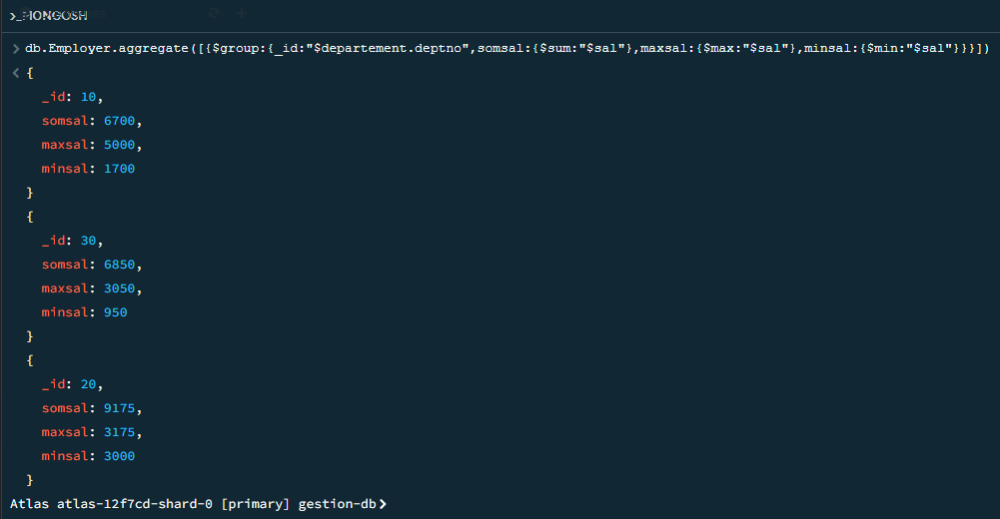 >_MONGOSH
> db.Employer.aggregate([{$group:{_id:"$departement.deptno",somsal:{$sum:"$sal"},maxsal:{$max:"$sal"},minsal:{$min:"$sal"}}}])
< {
_id: 10,
somsal: 6700,
maxsal: 5000,
minsal: 1700
}
{
_id: 30,
somsal: 6850,
maxsal: 3050,
minsal: 950
}
{
_id: 20,
somsal: 9175,
maxsal: 3175,
minsal: 3000
}
Atlas atlas-12f7cd-shard-0 [primary] gestion-db>